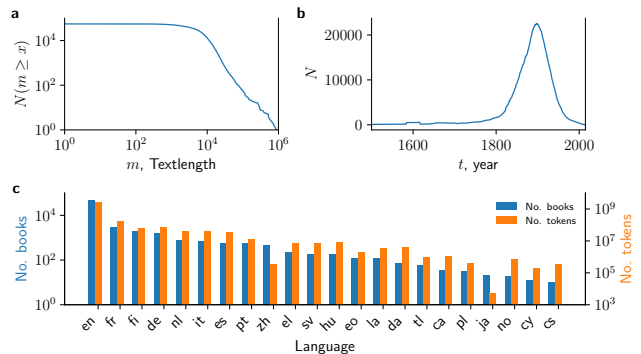 a
10^4
10^2
10^0
N(m ≥ x)
10^0
10^2
10^4
10^6
m, Textlength
b
20000
10000
0
N
1600
1800
2000
t, year
c
No. books
10^4
10^2
10^0
No. books
No. tokens
10^9
10^7
10^5
10^3
No. tokens
en fr fi de nl it es pt zh el sv hu eo la da tl ca pl ja no cy cs
Language